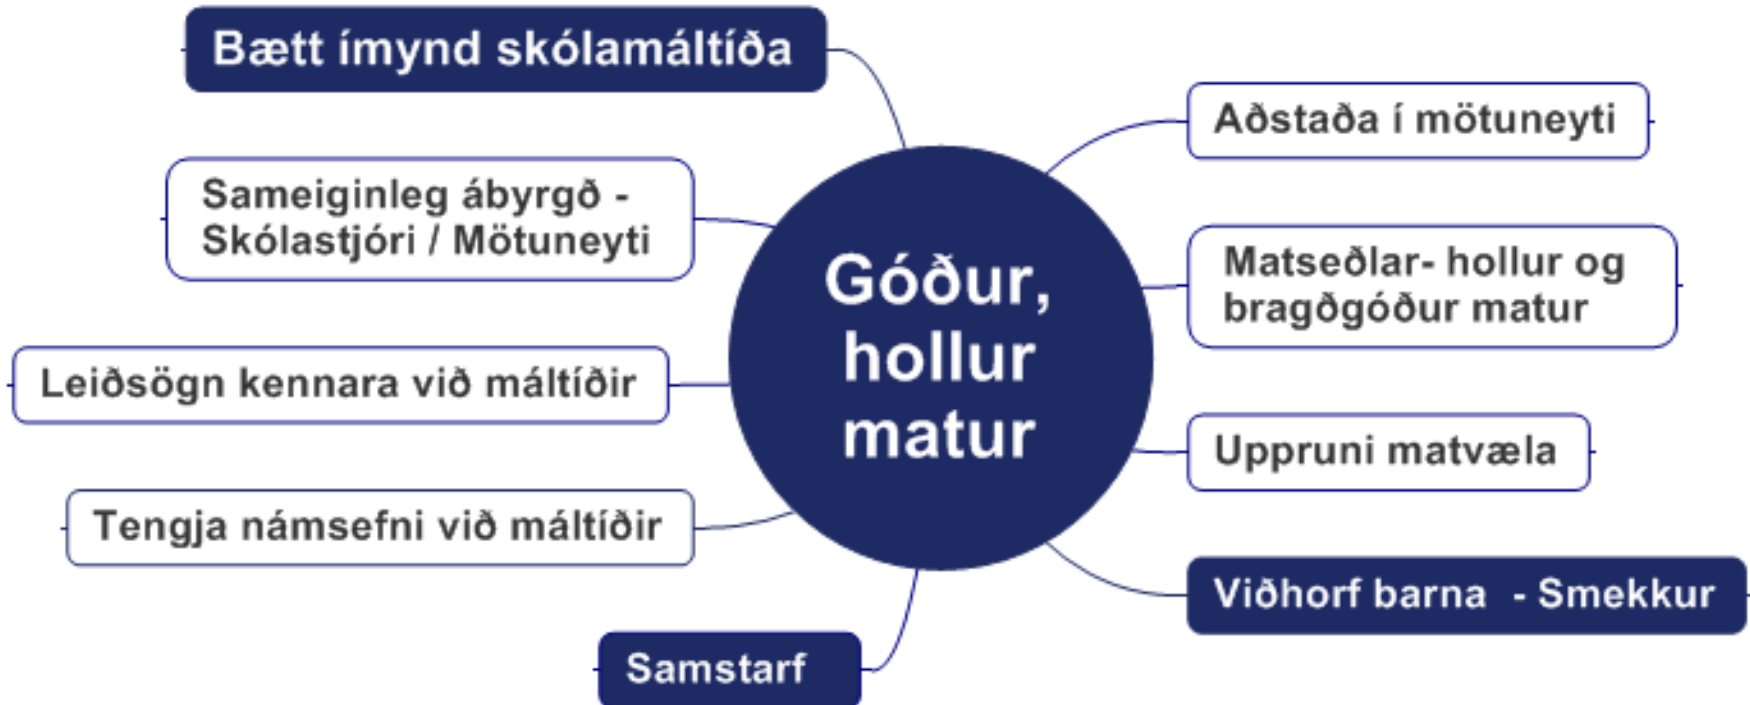 Bætt ímynd skólamáltíða
Sameiginleg ábyrgð -
Skólastjóri / Mötuneyti
Leiðsögn kennara við máltíðir
Tengja námsefni við máltíðir
Samstarf
Góður,
hollur
matur
Aðstaða í mötuneyti
Matseðlar- hollur og
bragðgóður matur
Uppruni matvæla
Viðhorf barna - Smekkur